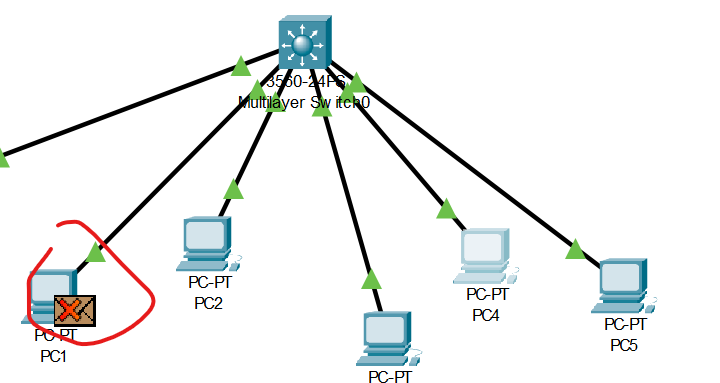 3560-24PS
Multilayer Switch0
PC-PT
PC2
PC-PT
PC4
PC-PT
PC5
PC-PT
PC1
PC-PT